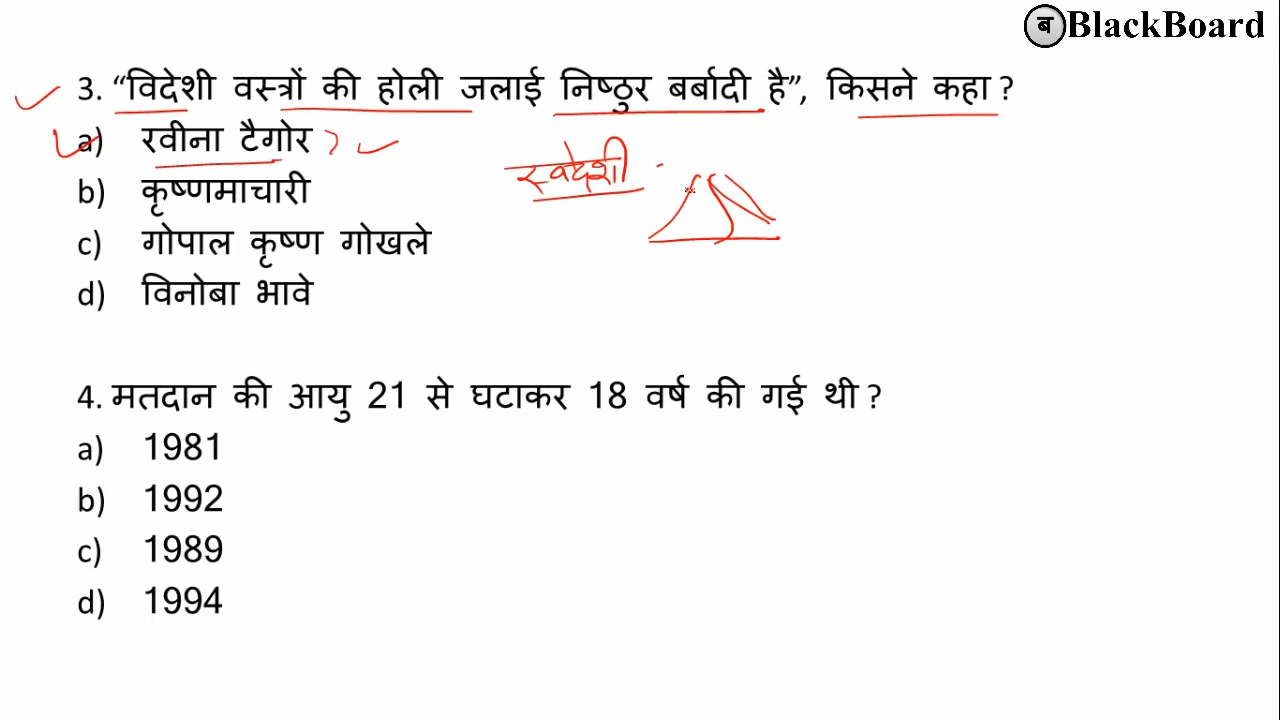 ब BlackBoard
3. “विदेशी वस्त्रों की होली जलाई निष्ठुर बर्बादी है”, किसने कहा ?
a) रवीना टैगोर
स्वदेशी
b) कृष्णमाचारी
c) गोपाल कृष्ण गोखले
d) विनोबा भावे
4. मतदान की आयु 21 से घटाकर 18 वर्ष की गई थी ?
a) 1981
b) 1992
c) 1989
d) 1994